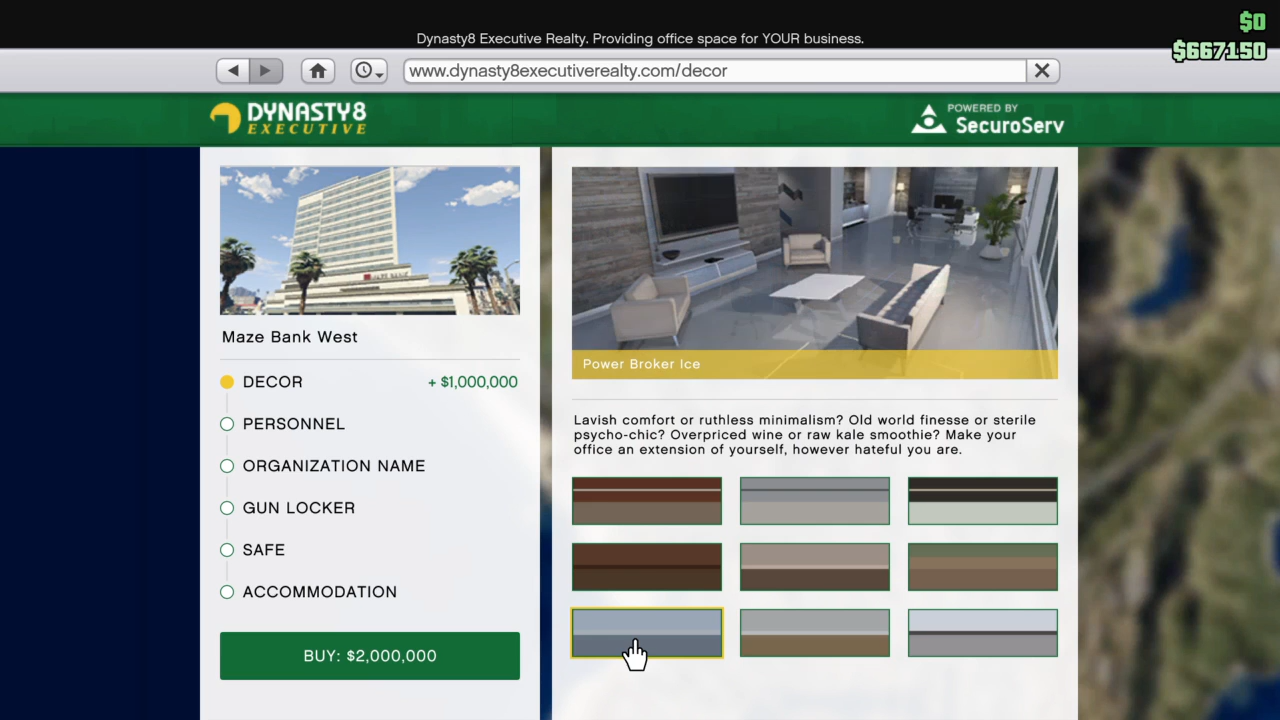 $0
Dynasty8 Executive Realty. Providing office space for YOUR business.
$667150
www.dynasty8executiverealty.com/decor
DYNASTY8
EXECUTIVE
POWERED BY
SecuroServ
MAZE BANK
Maze Bank West
DECOR + $1,000,000
PERSONNEL
ORGANIZATION NAME
GUN LOCKER
SAFE
ACCOMMODATION
BUY: $2,000,000
Power Broker Ice
Lavish comfort or ruthless minimalism? Old world finesse or sterile
psycho-chic? Overpriced wine or raw kale smoothie? Make your
office an extension of yourself, however hateful you are.